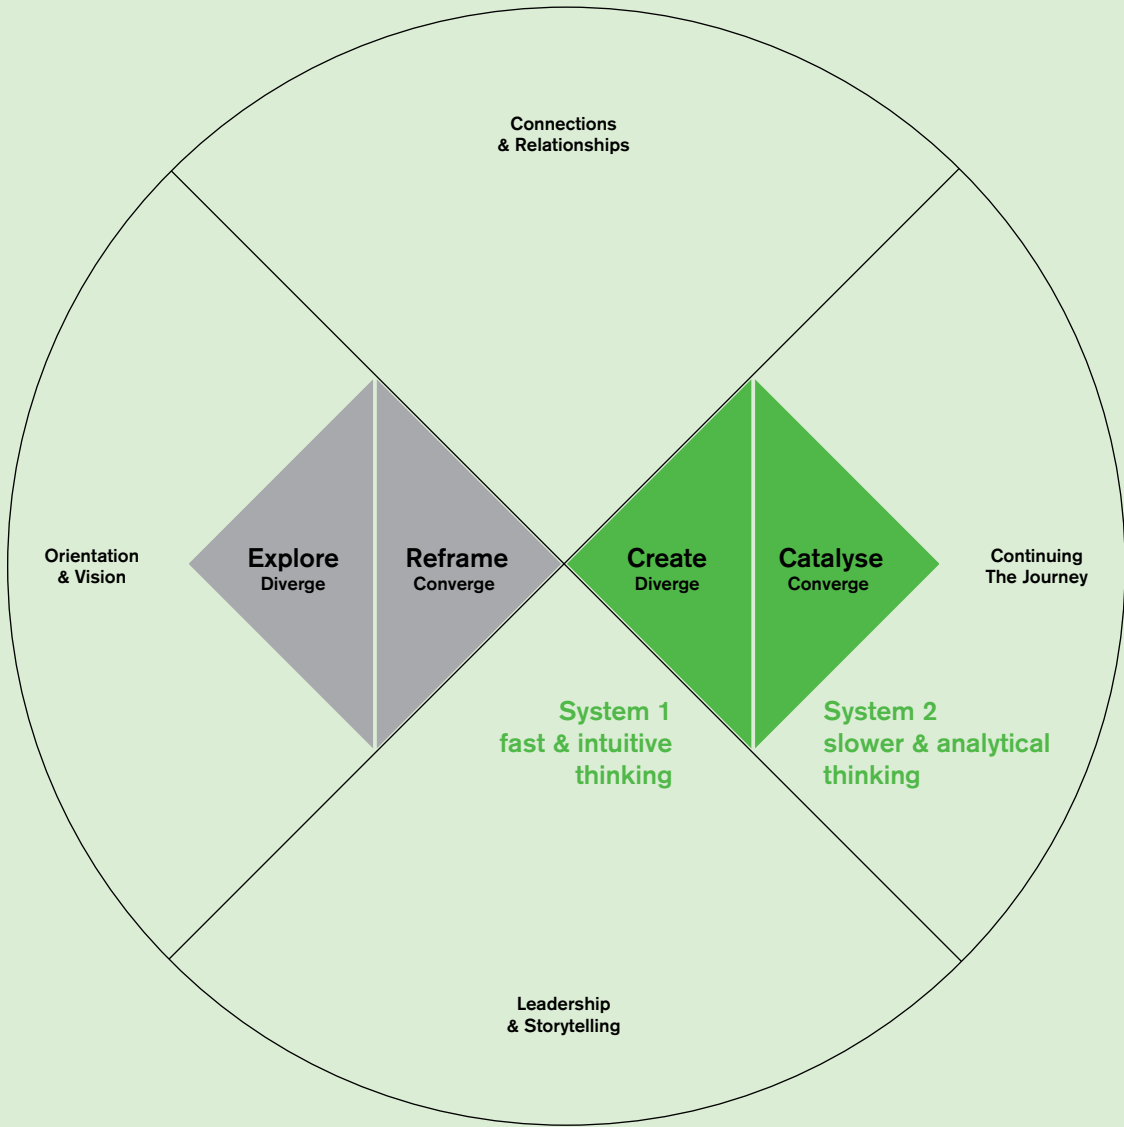 Connections
& Relationships
Orientation
& Vision
Explore
Diverge
Reframe
Converge
Create
Diverge
Catalyse
Converge
Continuing
The Journey
System 1
fast & intuitive
thinking
System 2
slower & analytical
thinking
Leadership
& Storytelling